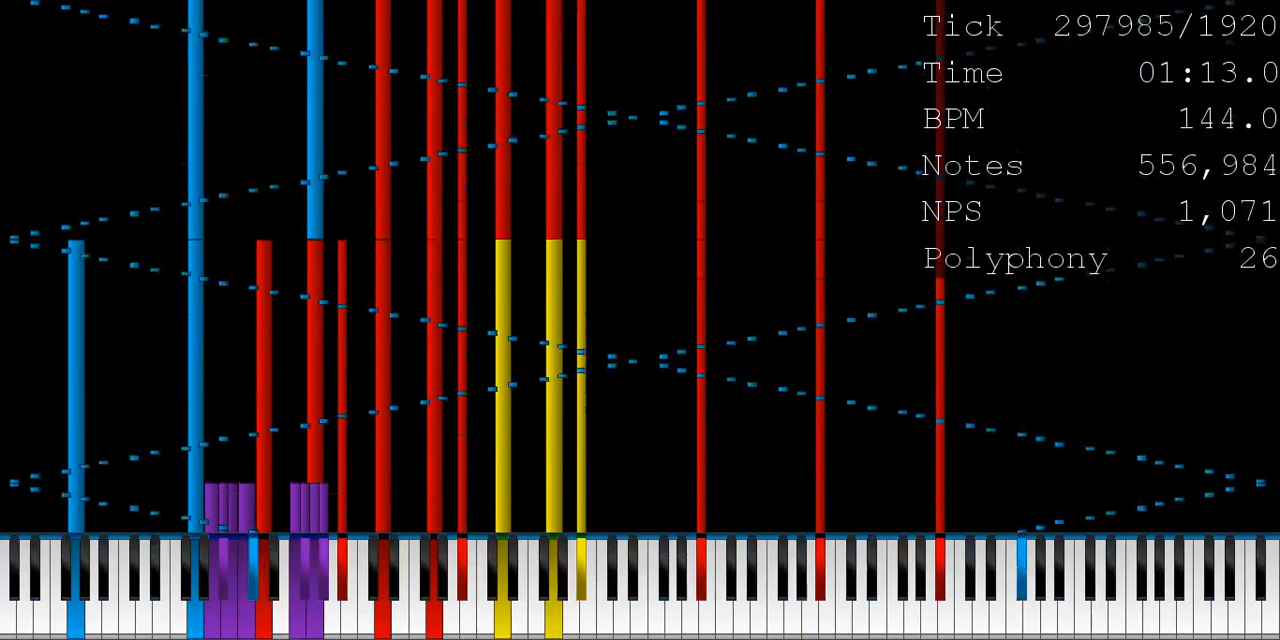 Tick 297985/1920
Time 01:13.0
BPM 144.0
Notes 556,984
NPS 1,071
Polyphony 26